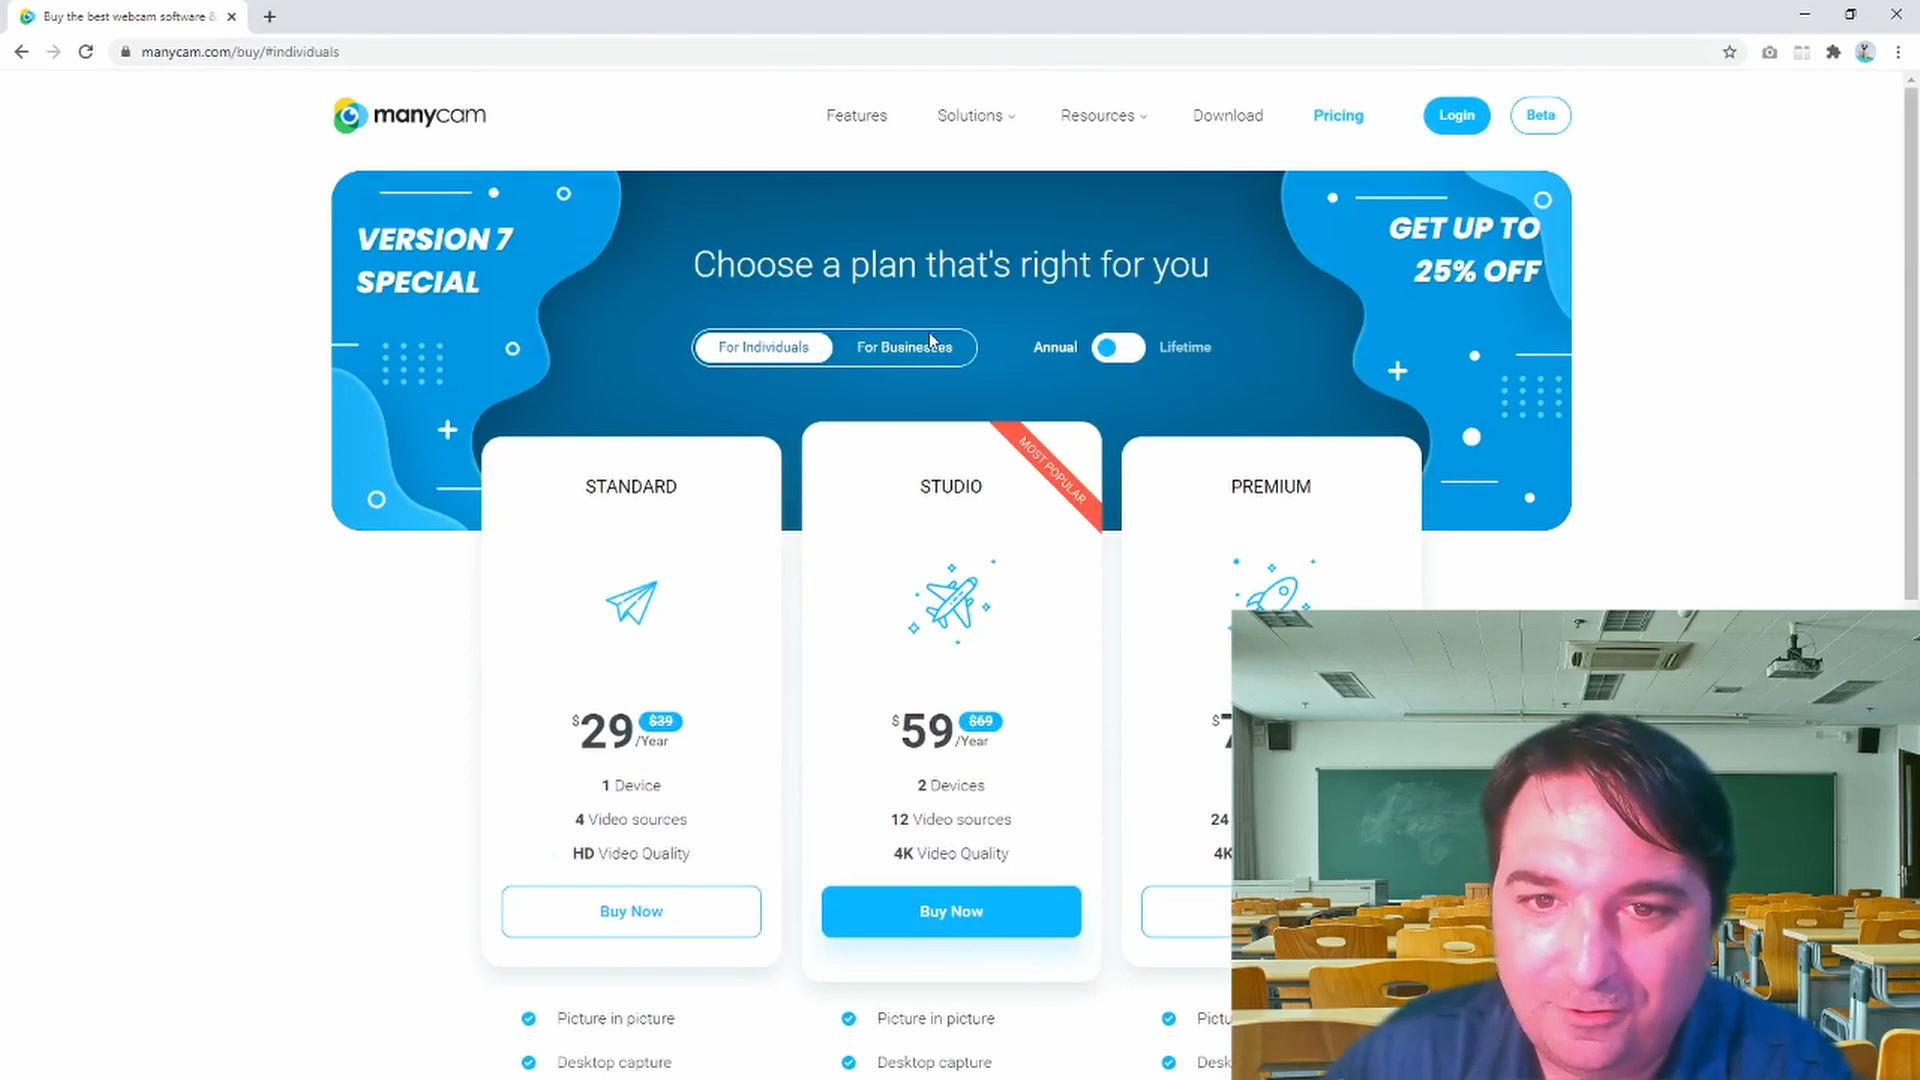 Buy the best webcam software &
manycam.com/buy/#individuals
manycam
Features
Solutions
Resources
Download
Pricing
Login
Beta
VERSION 7
SPECIAL
GET UP TO
25% OFF
Choose a plan that's right for you
For Individuals
For Businesses
Annual
Lifetime
STANDARD
$29 $39
/Year
1 Device
4 Video sources
HD Video Quality
Buy Now
Picture in picture
Desktop capture
MOST POPULAR
STUDIO
$59 $69
/Year
2 Devices
12 Video sources
4K Video Quality
Buy Now
Picture in picture
Desktop capture
PREMIUM
$
24
4K